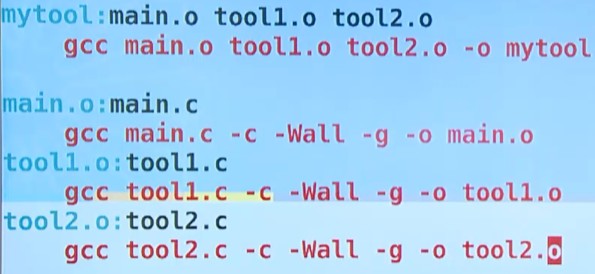 mytool:main.o tool1.o tool2.o
    gcc main.o tool1.o tool2.o -o mytool

main.o:main.c
    gcc main.c -c -Wall -g -o main.o
tool1.o:tool1.c
    gcc tool1.c -c -Wall -g -o tool1.o
tool2.o:tool2.c
    gcc tool2.c -c -Wall -g -o tool2.o